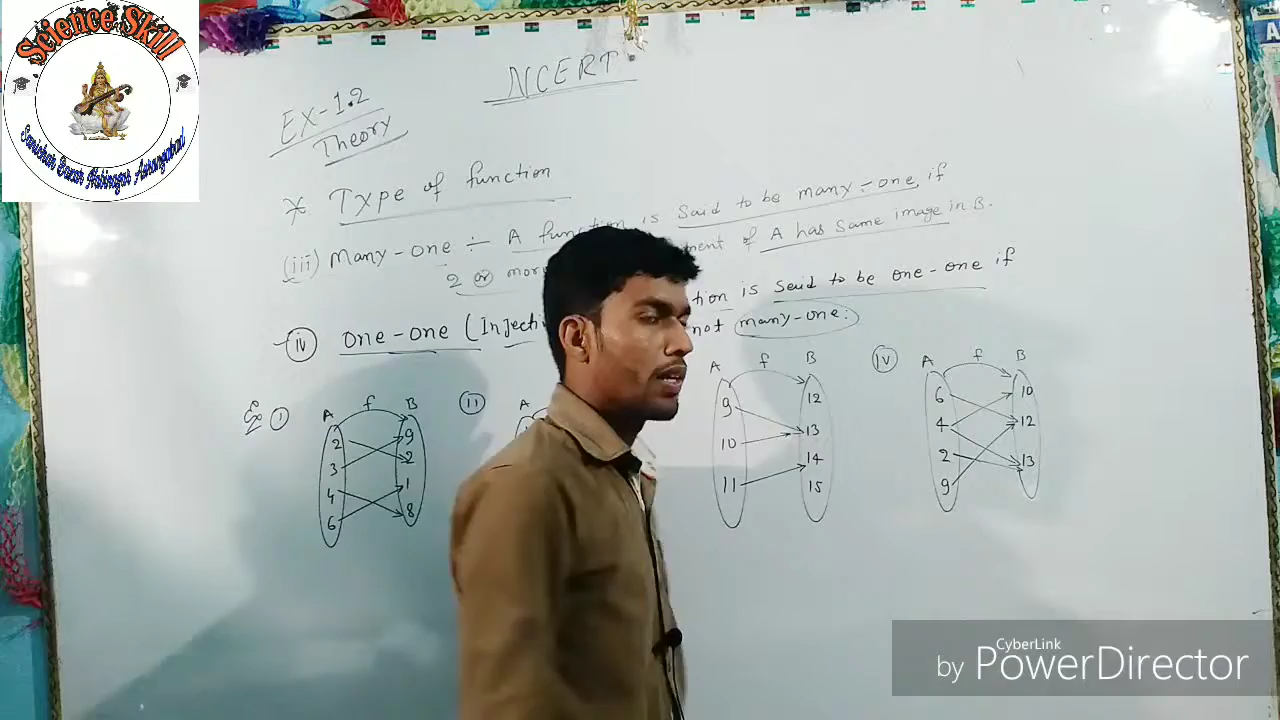 Science Skill
NCERT
Ex-1.2
Theory
Type of function
(iii) Many-one ÷ A function is said to be many-one, if
2 or more of A has same image in B.
iv One-one ( is said to be one-one if
not many-one.
Ex i
A f B
2 9
3 2
4 1
6 8
ii
A
A f B
9 12
10 13
11 14
15
iv
A f B
6 10
4 12
2 13
9
CyberLink
by PowerDirector